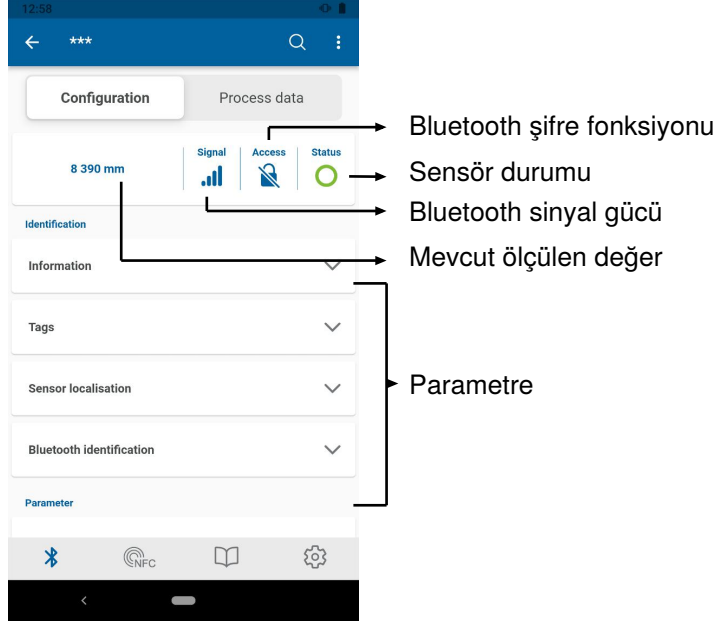 12:58
***
Configuration
Process data
8 390 mm
Signal
Access
Status
Bluetooth şifre fonksiyonu
Sensör durumu
Bluetooth sinyal gücü
Mevcut ölçülen değer
Identification
Information
Tags
Sensor localisation
Parametre
Bluetooth identification
Parameter
NFC